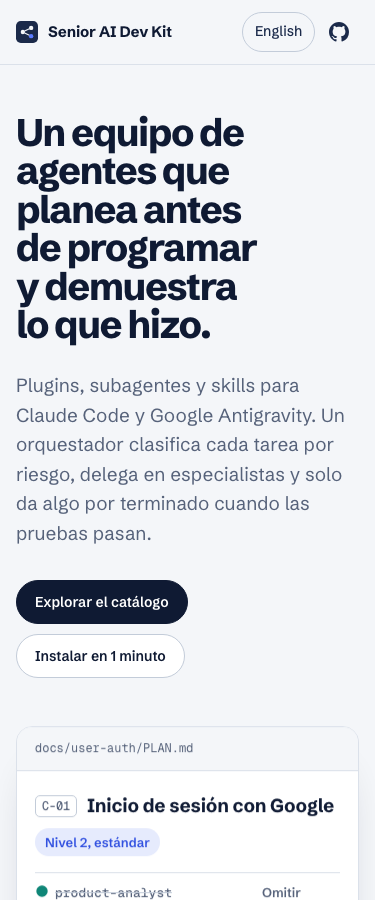 Senior AI Dev Kit
English
Un equipo de
agentes que
planea antes
de programar
y demuestra
lo que hizo.
Plugins, subagentes y skills para
Claude Code y Google Antigravity. Un
orquestador clasifica cada tarea por
riesgo, delega en especialistas y solo
da algo por terminado cuando las
pruebas pasan.
Explorar el catálogo
Instalar en 1 minuto
docs/user-auth/PLAN.md
C-01 Inicio de sesión con Google
Nivel 2, estándar
product-analyst Omitir